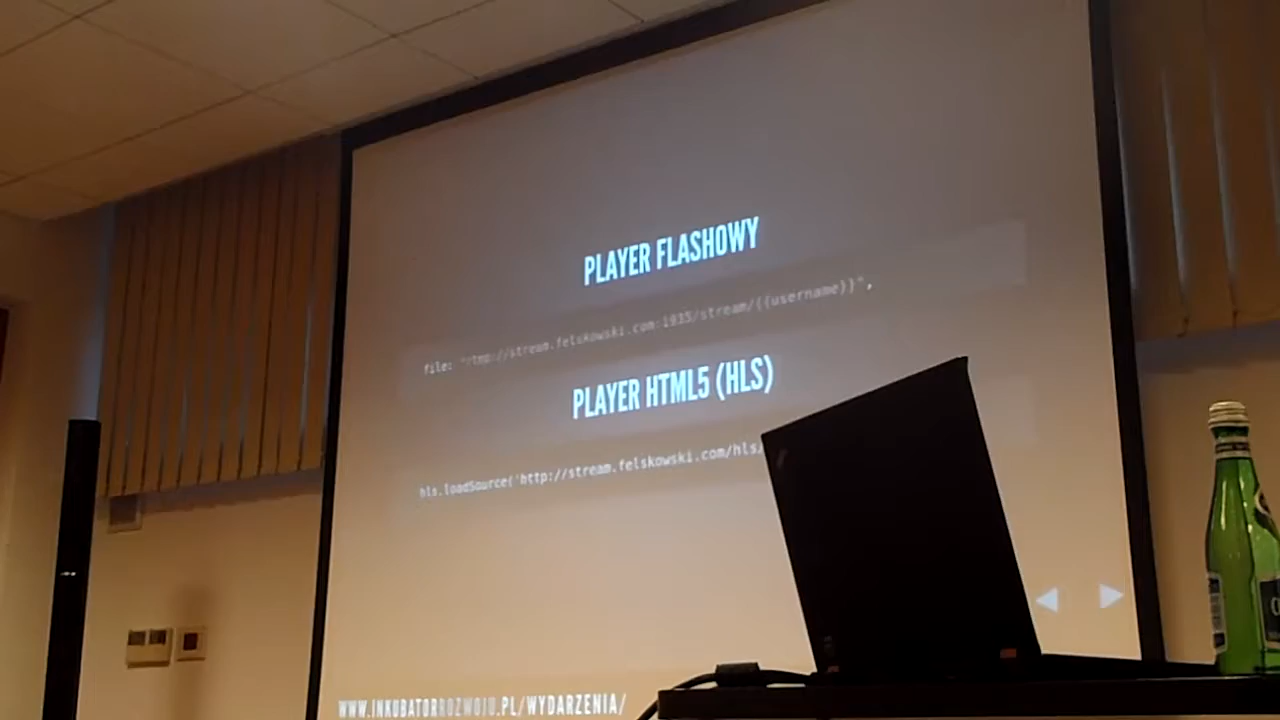 PLAYER FLASHOWY
file: "rtmp://stream.felskowski.com:1935/stream/{{username}}",
PLAYER HTML5 (HLS)
hls.loadSource('http://stream.felskowski.com/hls/
WWW.INKUBATORROZWOJU.PL/WYDARZENIA/